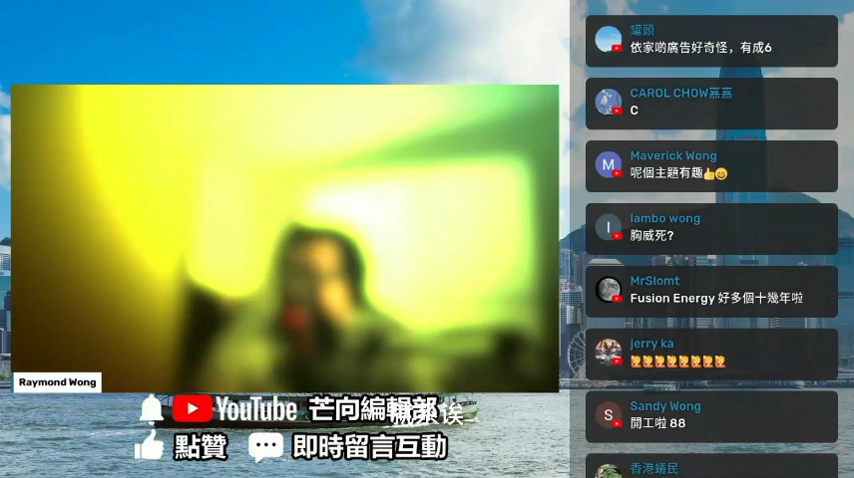 罐頭
依家啲廣告好奇怪，有成6
CAROL CHOW嘉嘉
C
M
Maverick Wong
呢個主題有趣👍😀
I
lambo wong
胸威死?
MrSlomt
Fusion Energy 好多個十幾年啦
jerry ka
S
Sandy Wong
開工啦 88
香港蟻民
Raymond Wong
YouTube 芒向編輯部
點贊 即時留言互動